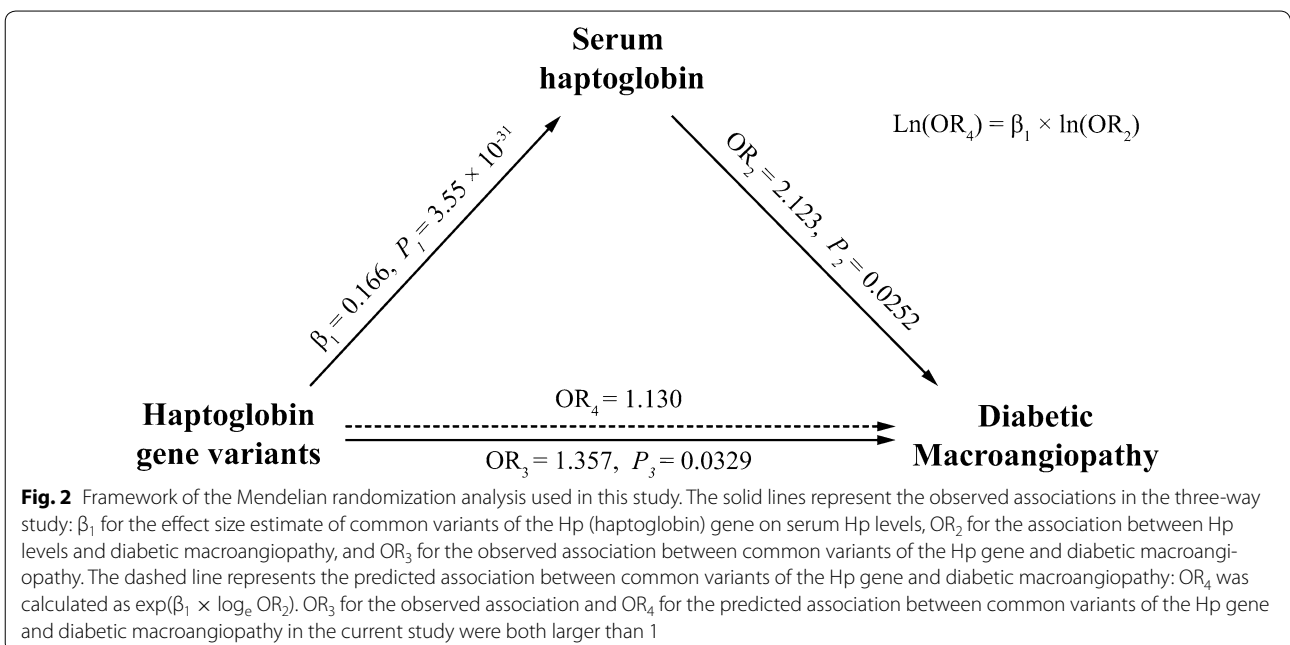 Serum
haptoglobin
Ln(OR₄) = β₁ × ln(OR₂)
β₁ = 0.166, P₁ = 3.55 × 10⁻³¹
OR₂ = 2.123, P₂ = 0.0252
Haptoglobin
gene variants
OR₄ = 1.130
OR₃ = 1.357, P₃ = 0.0329
Diabetic
Macroangiopathy
Fig. 2 Framework of the Mendelian randomization analysis used in this study. The solid lines represent the observed associations in the three-way
study: β₁ for the effect size estimate of common variants of the Hp (haptoglobin) gene on serum Hp levels, OR₂ for the association between Hp
levels and diabetic macroangiopathy, and OR₃ for the observed association between common variants of the Hp gene and diabetic macroangi-
opathy. The dashed line represents the predicted association between common variants of the Hp gene and diabetic macroangiopathy: OR₄ was
calculated as exp(β₁ × logₑ OR₂). OR₃ for the observed association and OR₄ for the predicted association between common variants of the Hp gene
and diabetic macroangiopathy in the current study were both larger than 1